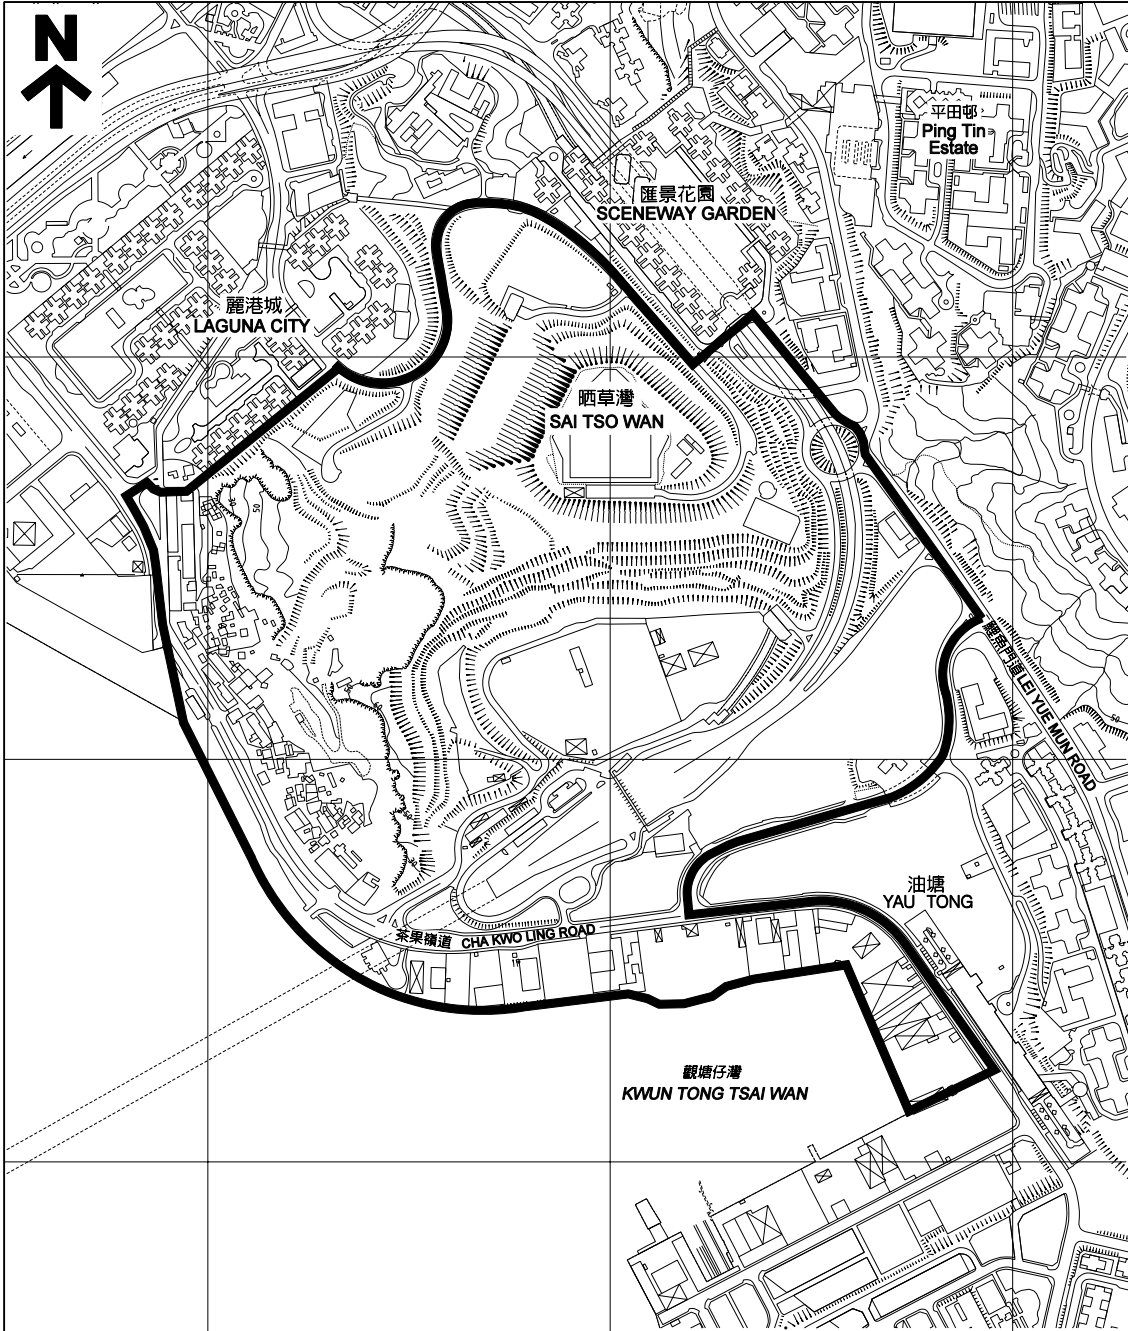 N
平田邨
Ping Tin
Estate
匯景花園
SCENEWAY GARDEN
麗港城
LAGUNA CITY
晒草灣
SAI TSO WAN
50
鯉魚門道 LEI YUE MUN ROAD
50
油塘
YAU TONG
茶果嶺道 CHA KWO LING ROAD
觀塘仔灣
KWUN TONG TSAI WAN